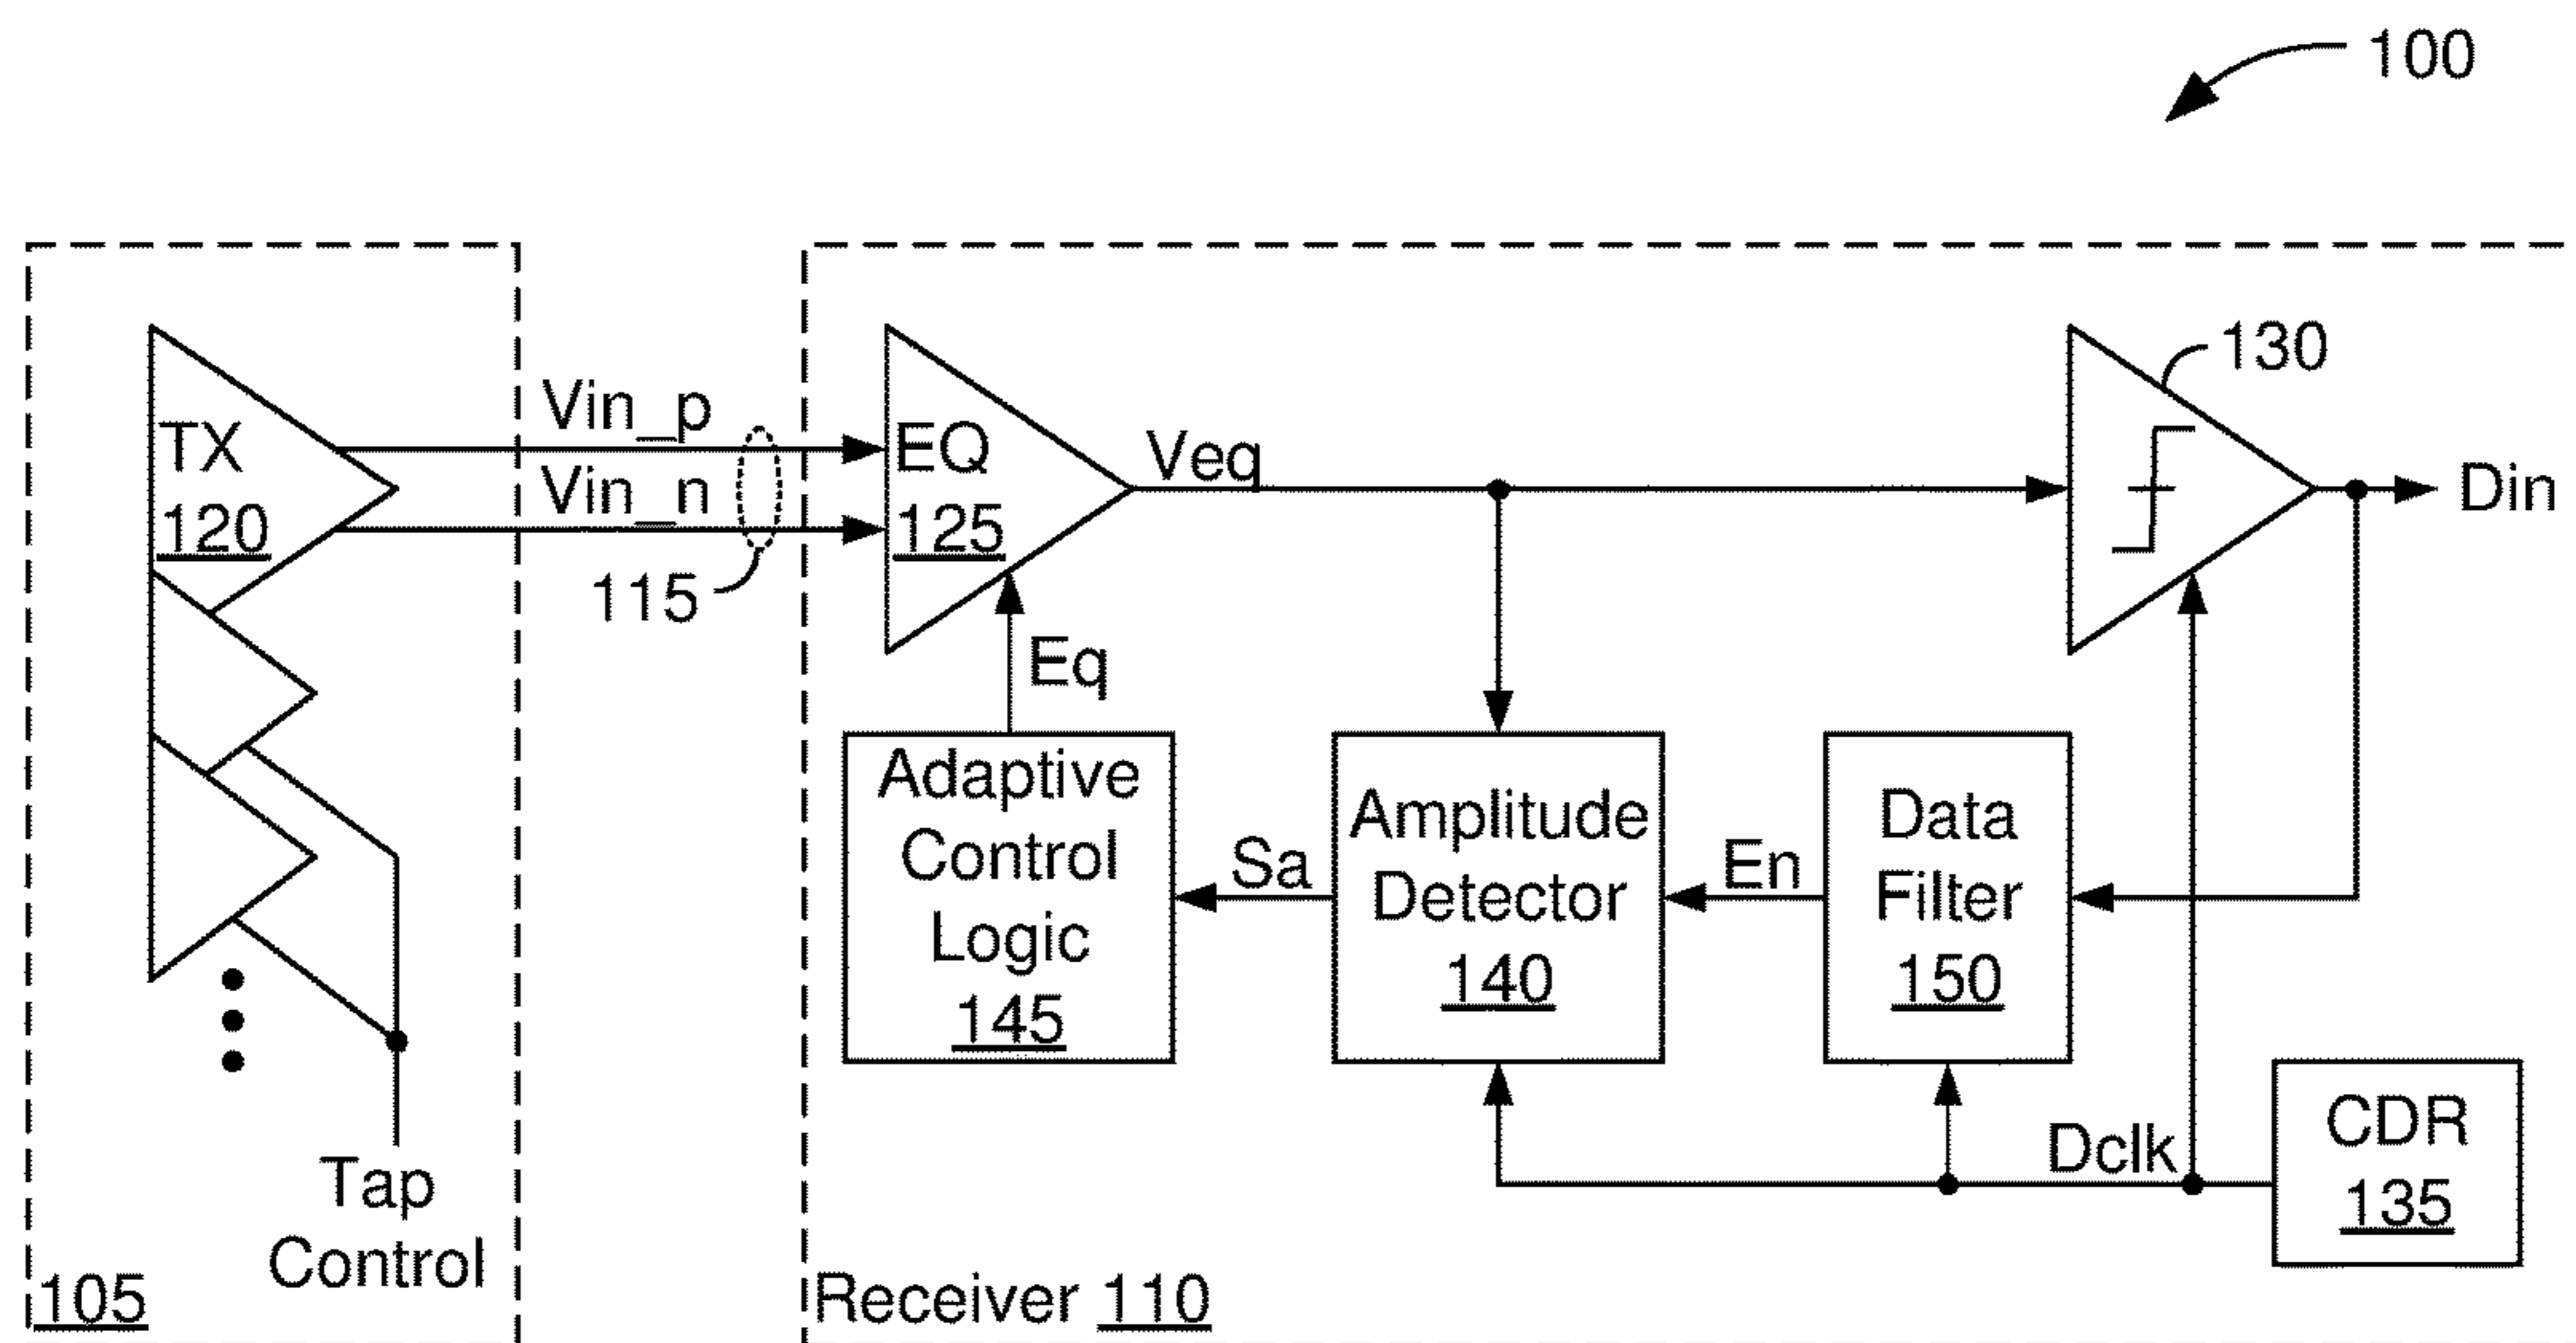 100
130
Vin_p
TX
EQ
Veq
Vin_n
Din
120
125
115
Eq
Adaptive
Control
Logic
145
Sa
Amplitude
Detector
140
En
Data
Filter
150
Dclk
CDR
135
Tap
Control
105
Receiver 110